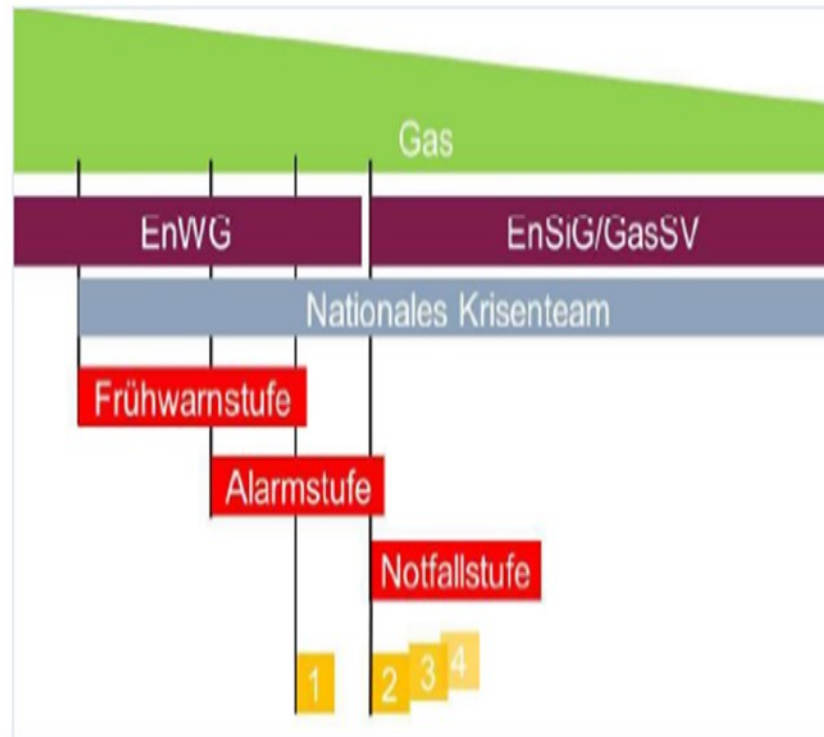 Gas
EnWG EnSiG/GasSV
Nationales Krisenteam
Frühwarnstufe
Alarmstufe
Notfallstufe
1 2 3 4